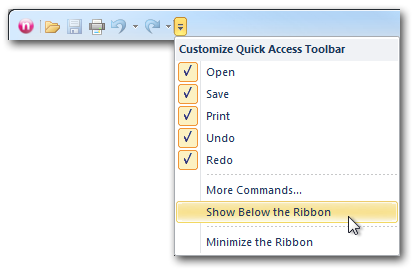 n
Customize Quick Access Toolbar
Open
Save
Print
Undo
Redo
More Commands...
Show Below the Ribbon
Minimize the Ribbon